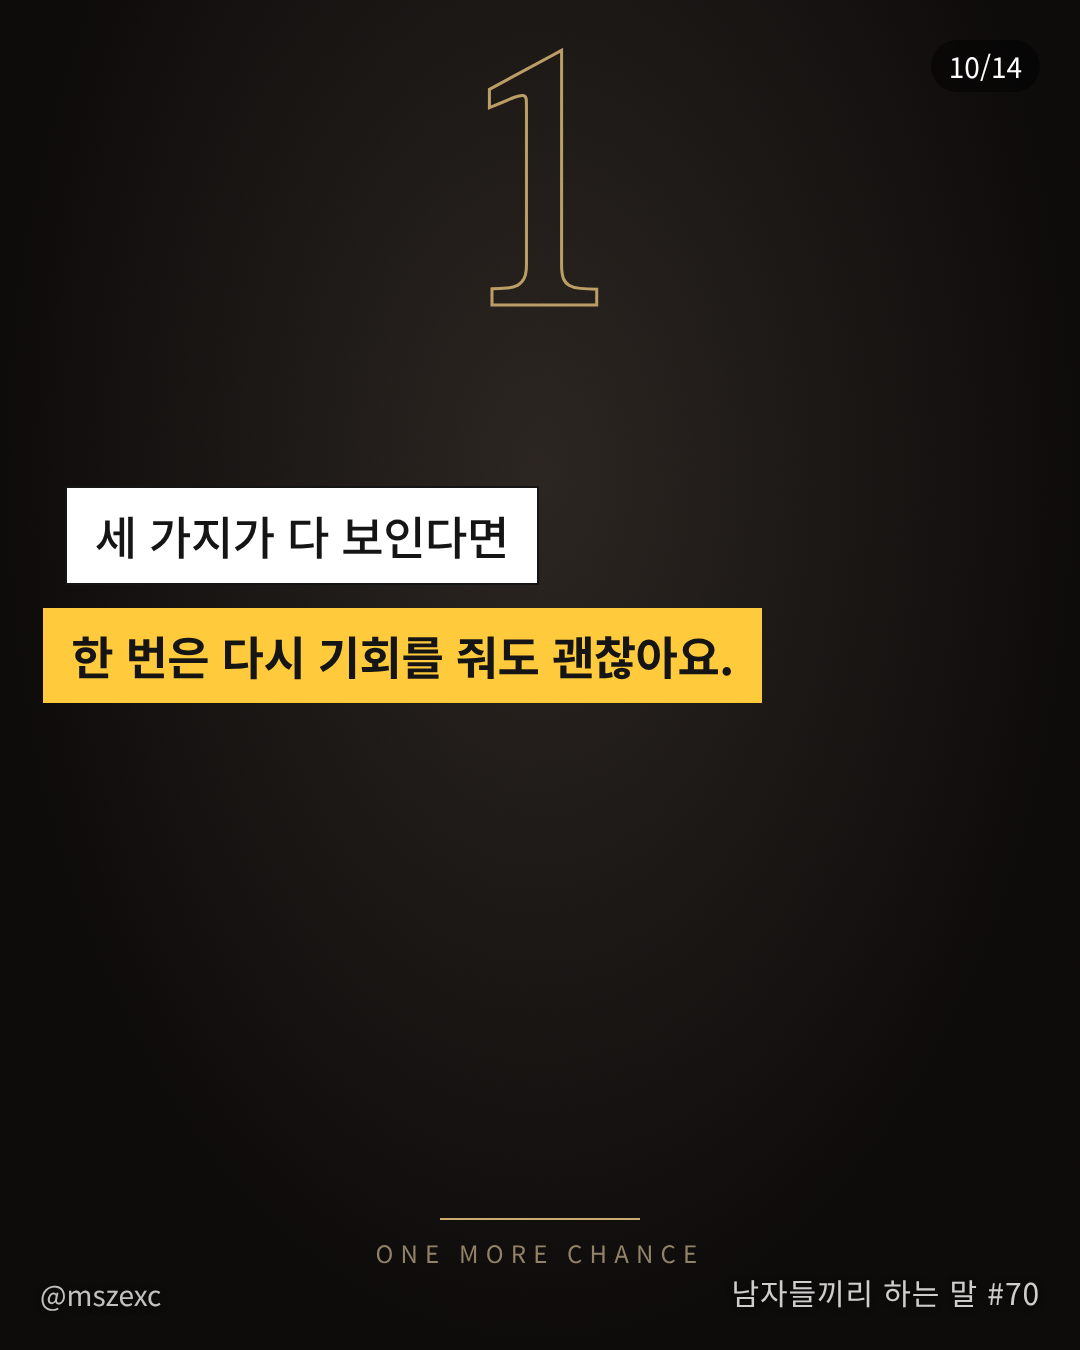 1
10/14
세 가지가 다 보인다면
한 번은 다시 기회를 줘도 괜찮아요.
ONE MORE CHANCE
@mszexc
남자들끼리 하는 말 #70